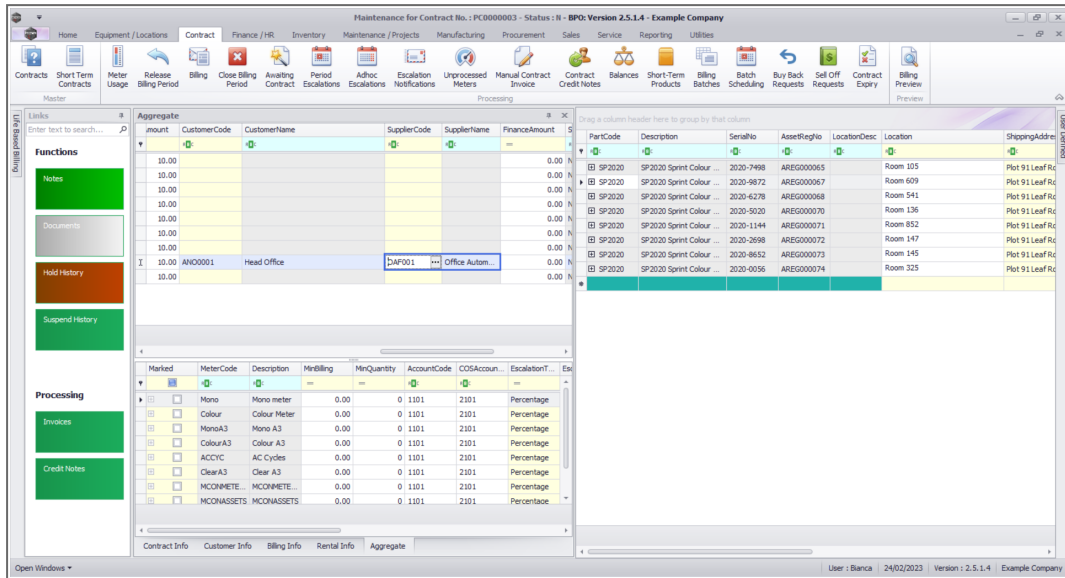 Maintenance for Contract No. : PC0000003 - Status : N - BPO: Version 2.5.1.4 - Example Company
Home Equipment / Locations Contract Finance / HR Inventory Maintenance / Projects Manufacturing Procurement Sales Service Reporting Utilities
Contracts
Short Term Contracts
Meter Usage
Release Billing Period
Billing
Close Billing Period
Awaiting Contract
Period Escalations
Adhoc Escalations
Escalation Notifications
Unprocessed Meters
Manual Contract Invoice
Contract Credit Notes
Balances
Short-Term Products
Billing Batches
Batch Scheduling
Buy Back Requests
Sell Off Requests
Contract Expiry
Billing Preview
Master Processing Preview
Life Based Billing
Links
Enter text to search...
Functions
Notes
Documents
Hold History
Suspend History
Processing
Invoices
Credit Notes
Aggregate
mount CustomerCode CustomerName SupplierCode SupplierName FinanceAmount S
=
10.00 0.00 N
10.00 0.00 N
10.00 0.00 N
10.00 0.00 N
10.00 0.00 N
10.00 0.00 N
10.00 0.00 N
10.00 ANO0001 Head Office OAF001 ... Office Autom... 0.00 N
10.00 0.00 N
Marked MeterCode Description MinBilling MinQuantity AccountCode COSAccoun... EscalationT... Esc
= = =
Mono Mono meter 0.00 0 1101 2101 Percentage
Colour Colour Meter 0.00 0 1101 2101 Percentage
MonoA3 Mono A3 0.00 0 1101 2101 Percentage
ColourA3 Colour A3 0.00 0 1101 2101 Percentage
ACCYC AC Cycles 0.00 0 1101 2101 Percentage
ClearA3 Clear A3 0.00 0 1101 2101 Percentage
MCONMETE... MCONMETE... 0.00 0 1101 2101 Percentage
MCONASSETS MCONASSETS 0.00 0 1101 2101 Percentage
Contract Info Customer Info Billing Info Rental Info Aggregate
Drag a column header here to group by that column
PartCode Description SerialNo AssetRegNo LocationDesc Location ShippingAddre
SP2020 SP2020 Sprint Colour ... 2020-7498 AREG000065 Room 105 Plot 91 Leaf Ro
SP2020 SP2020 Sprint Colour ... 2020-9872 AREG000067 Room 609 Plot 91 Leaf Ro
SP2020 SP2020 Sprint Colour ... 2020-6278 AREG000068 Room 541 Plot 91 Leaf Ro
SP2020 SP2020 Sprint Colour ... 2020-5020 AREG000070 Room 136 Plot 91 Leaf Ro
SP2020 SP2020 Sprint Colour ... 2020-1144 AREG000071 Room 852 Plot 91 Leaf Ro
SP2020 SP2020 Sprint Colour ... 2020-2698 AREG000072 Room 147 Plot 91 Leaf Ro
SP2020 SP2020 Sprint Colour ... 2020-8652 AREG000073 Room 145 Plot 91 Leaf Ro
SP2020 SP2020 Sprint Colour ... 2020-0056 AREG000074 Room 325 Plot 91 Leaf Ro
User Defined
Open Windows
User : Bianca 24/02/2023 Version : 2.5.1.4 Example Company